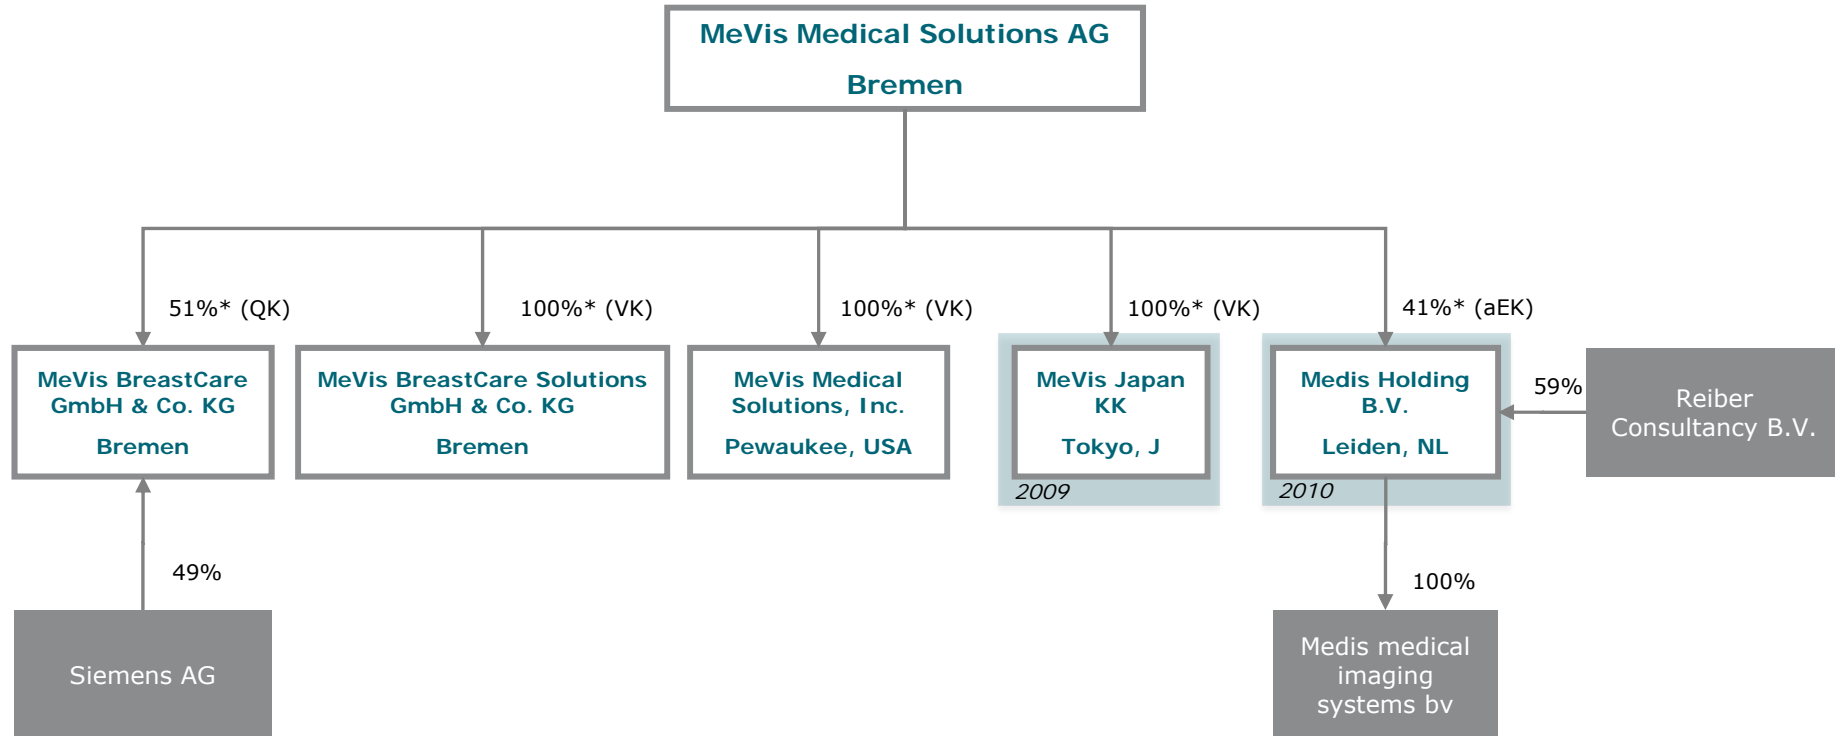 MeVis Medical Solutions AG
Bremen
51%* (QK)
100%* (VK)
100%* (VK)
100%* (VK)
41%* (aEK)
MeVis BreastCare
GmbH & Co. KG
Bremen
MeVis BreastCare Solutions
GmbH & Co. KG
Bremen
MeVis Medical
Solutions, Inc.
Pewaukee, USA
MeVis Japan
KK
Tokyo, J
2009
Medis Holding
B.V.
Leiden, NL
2010
59%
Reiber
Consultancy B.V.
49%
100%
Siemens AG
Medis medical
imaging
systems bv